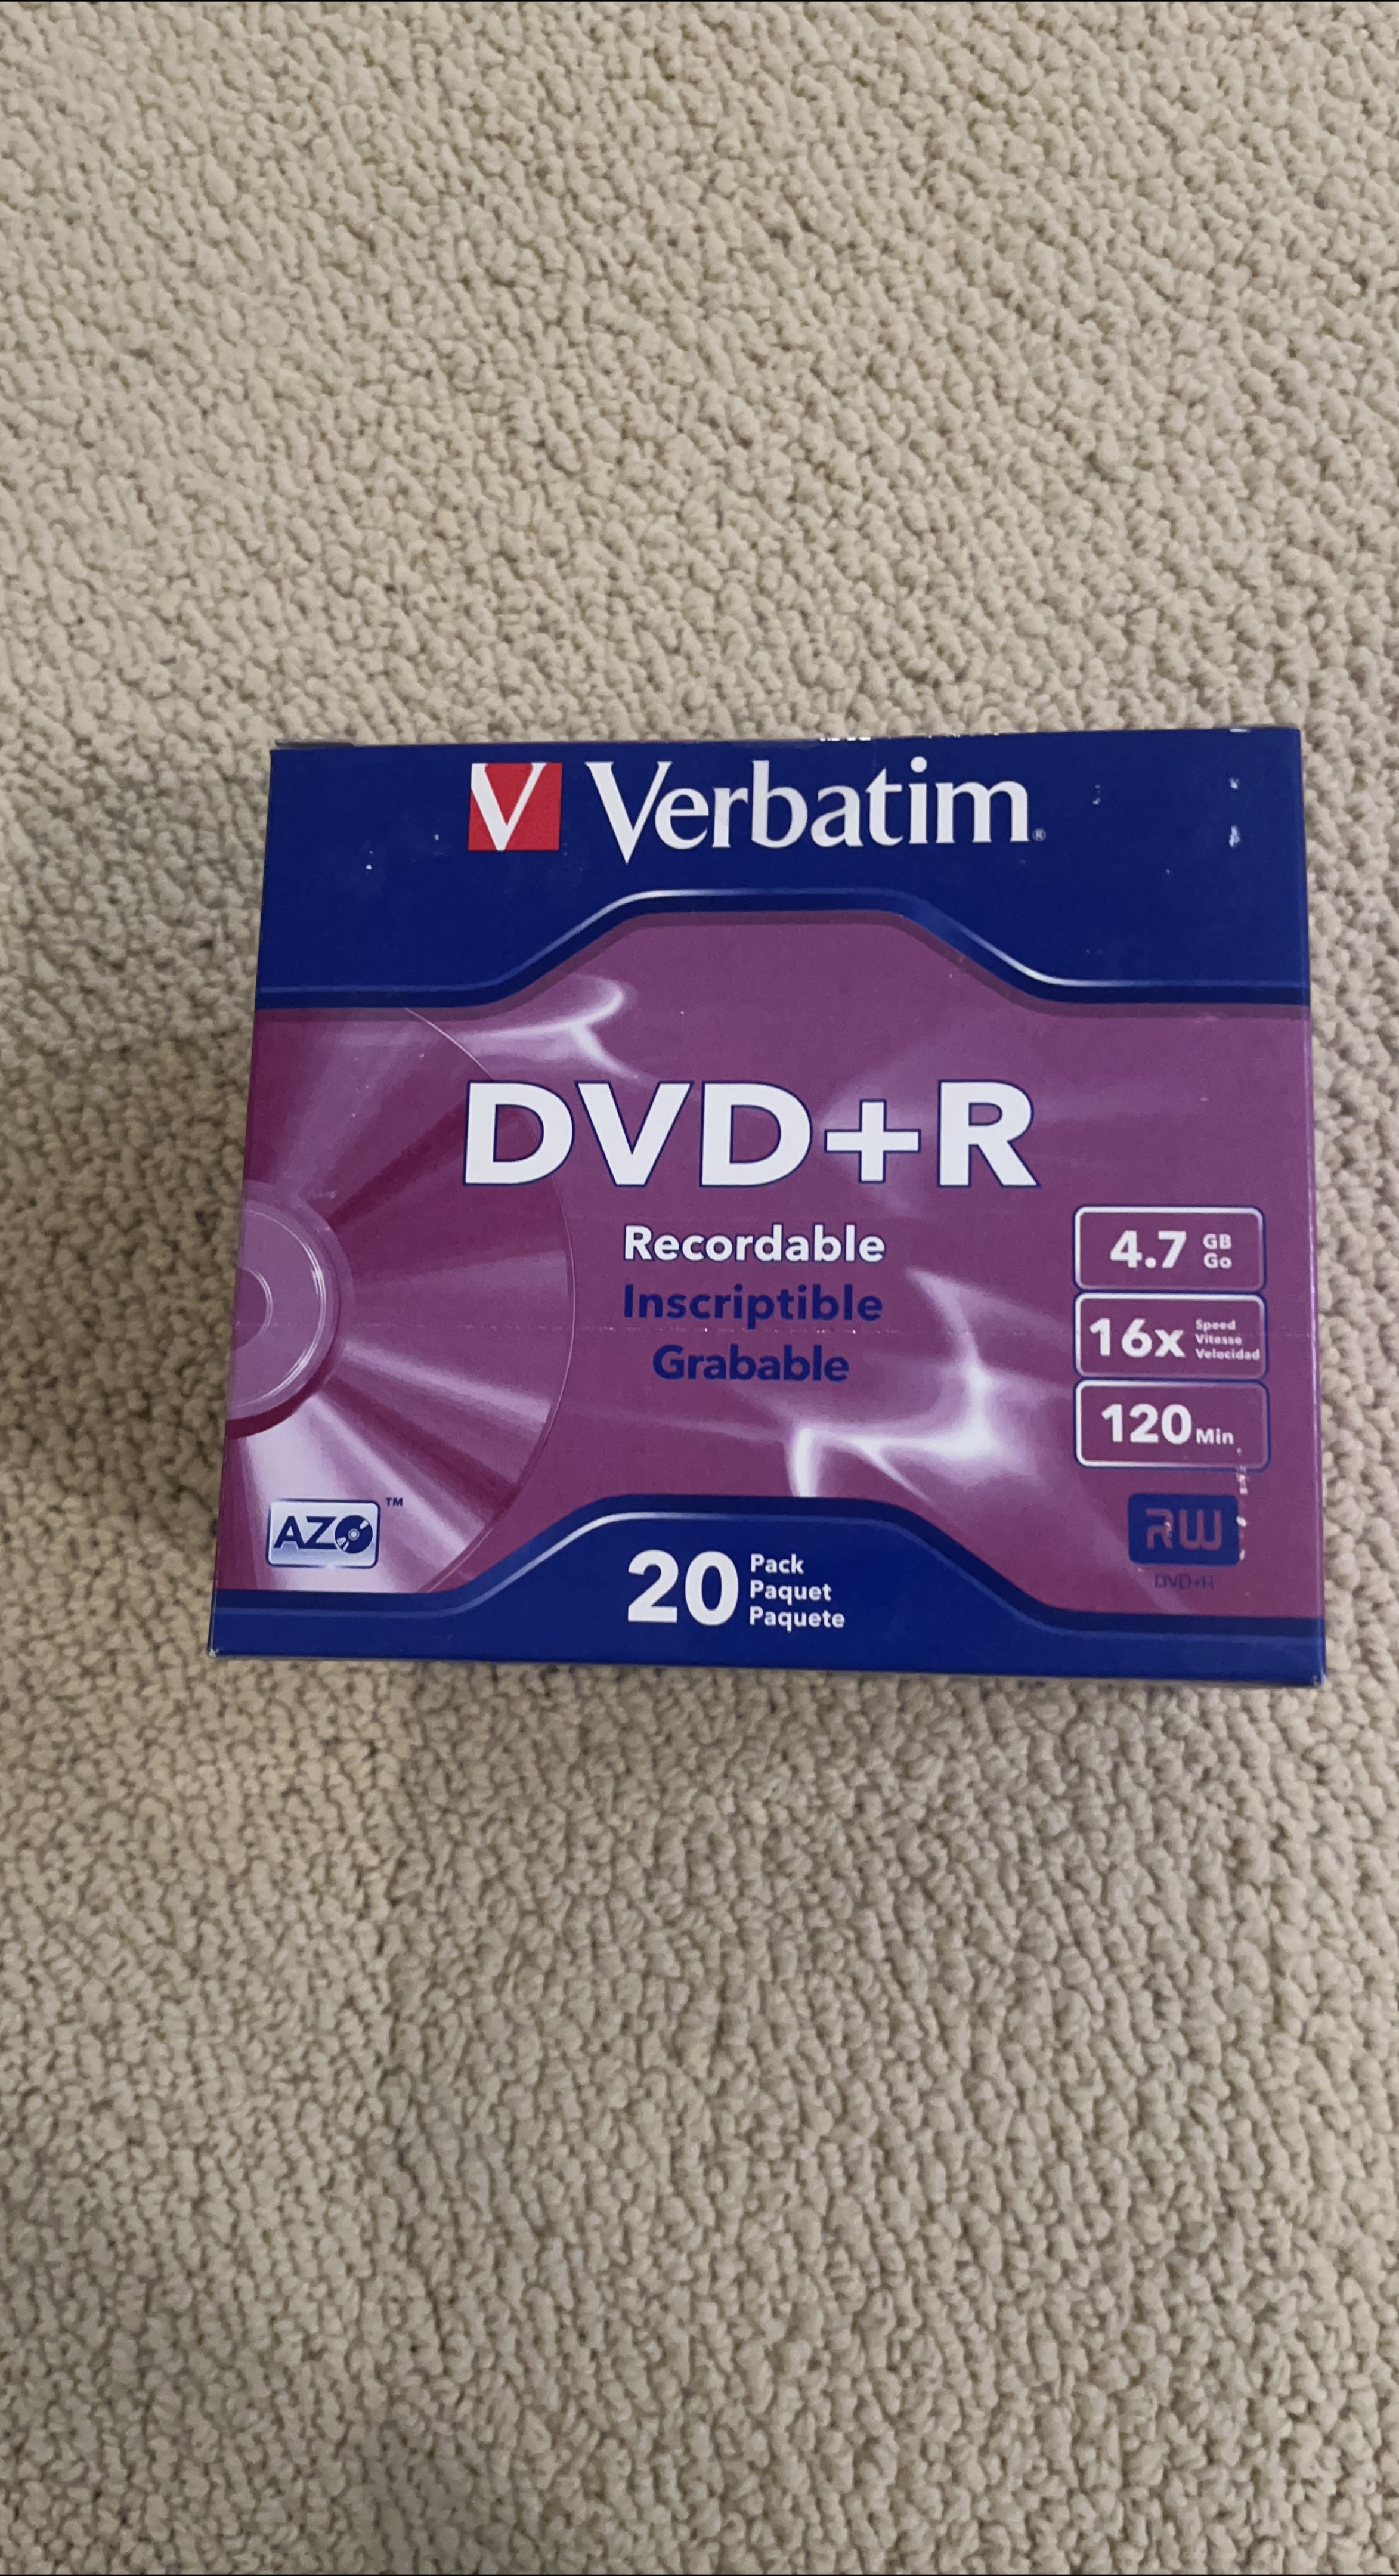 V Verbatim®
DVD+R
Recordable
Inscriptible
Grabable
4.7 GB Go
16x Speed Vitesse Velocidad
120 Min
AZO™
RW
DVD+R
20 Pack Paquet Paquete